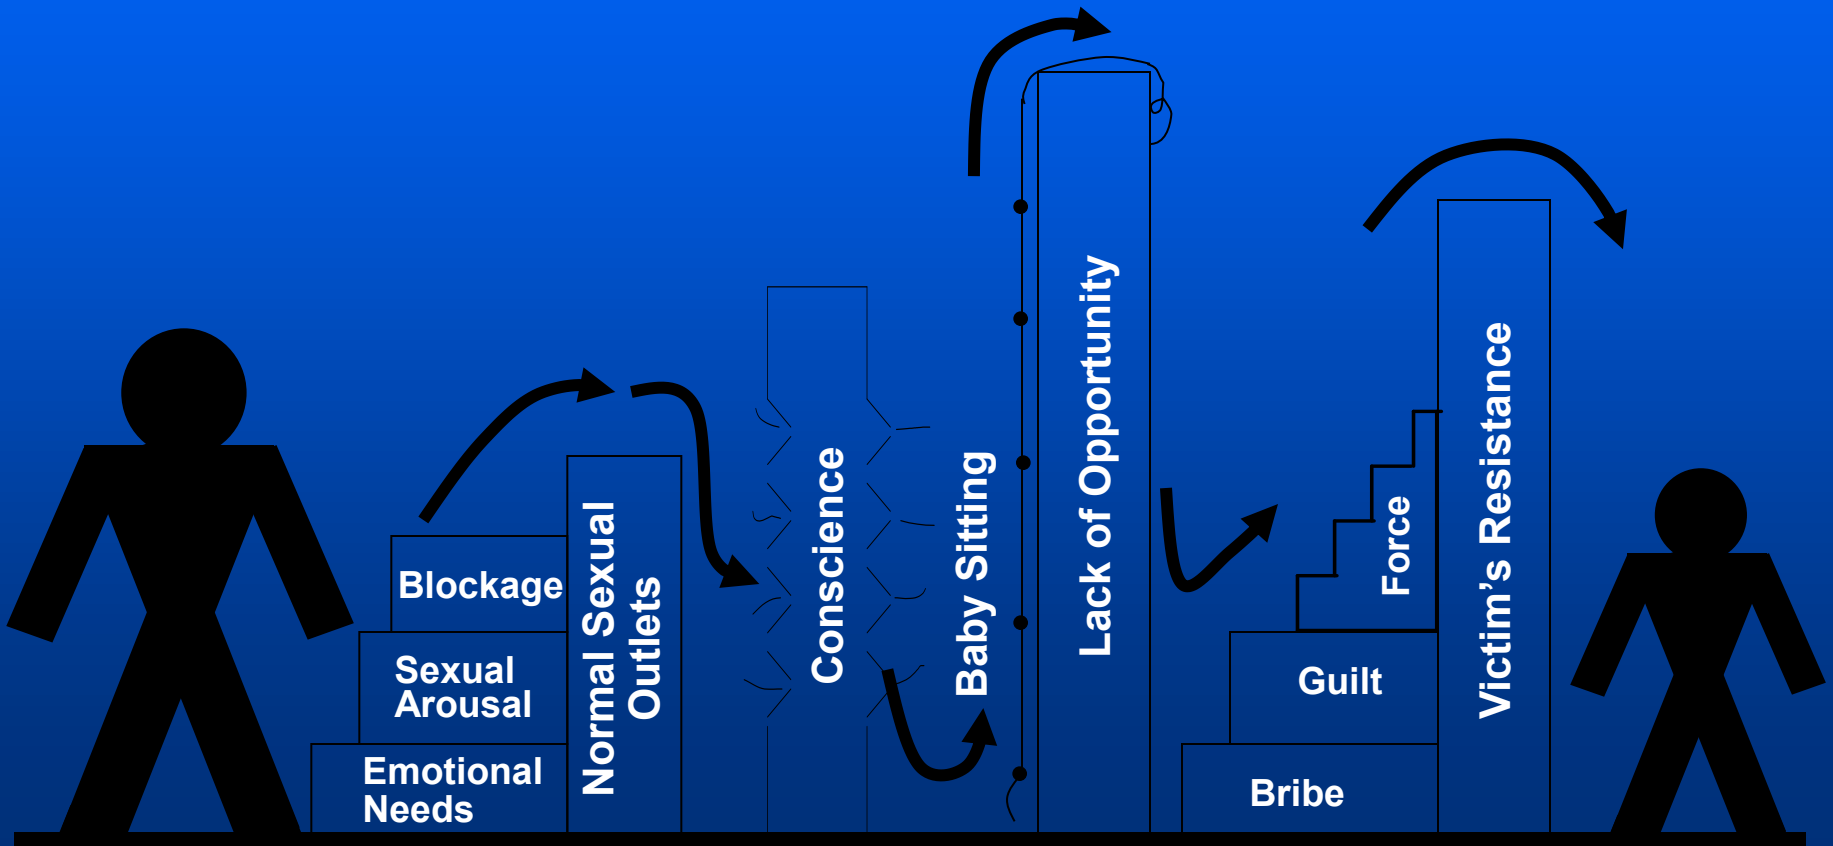 Blockage
Sexual
Arousal
Emotional
Needs
Normal Sexual
Outlets
Conscience
Baby Sitting
Lack of Opportunity
Force
Guilt
Bribe
Victim's Resistance